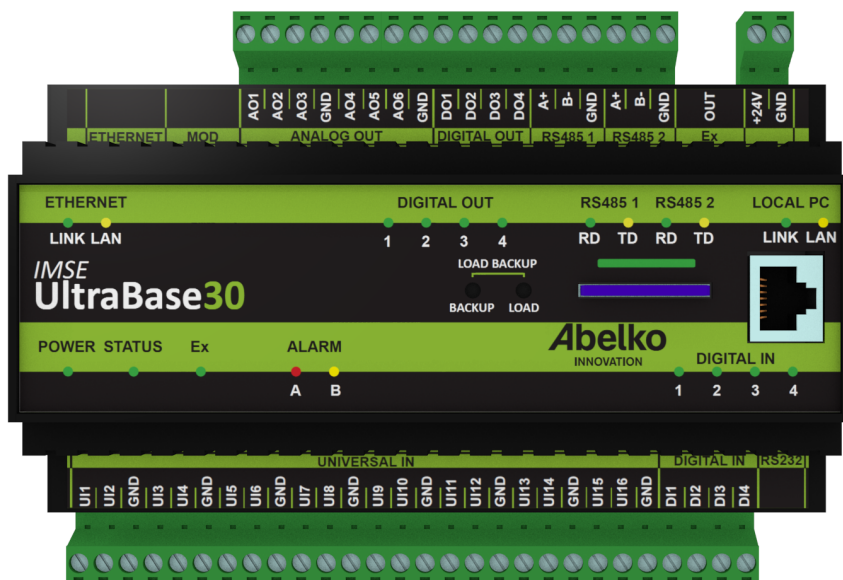 AO1 AO2 AO3 GND AO4 AO5 AO6 GND DO1 DO2 DO3 DO4 A+ B- GND A+ B- GND OUT +24V GND
ETHERNET MOD ANALOG OUT DIGITAL OUT RS485 1 RS485 2 Ex
ETHERNET DIGITAL OUT RS485 1 RS485 2 LOCAL PC
LINK LAN 1 2 3 4 RD TD RD TD LINK LAN
IMSE LOAD BACKUP
UltraBase30
BACKUP LOAD
Abelko
INNOVATION
POWER STATUS Ex ALARM DIGITAL IN
A B 1 2 3 4
UNIVERSAL IN DIGITAL IN RS232
UI1 UI2 GND UI3 UI4 GND UI5 UI6 GND UI7 UI8 GND UI9 UI10 GND UI11 UI12 GND UI13 UI14 GND UI15 UI16 GND DI1 DI2 DI3 DI4